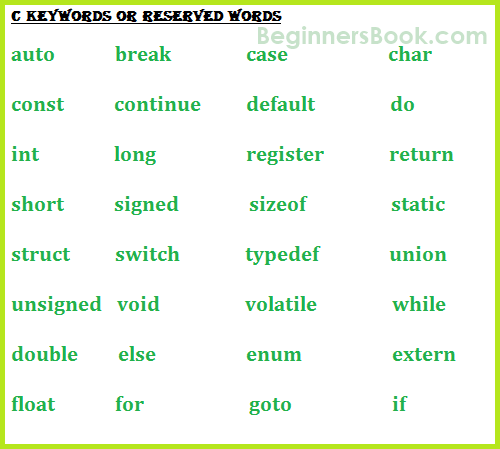 C KEYWORDS OR RESERVED WORDS
BeginnersBook.com
auto break case char
const continue default do
int long register return
short signed sizeof static
struct switch typedef union
unsigned void volatile while
double else enum extern
float for goto if